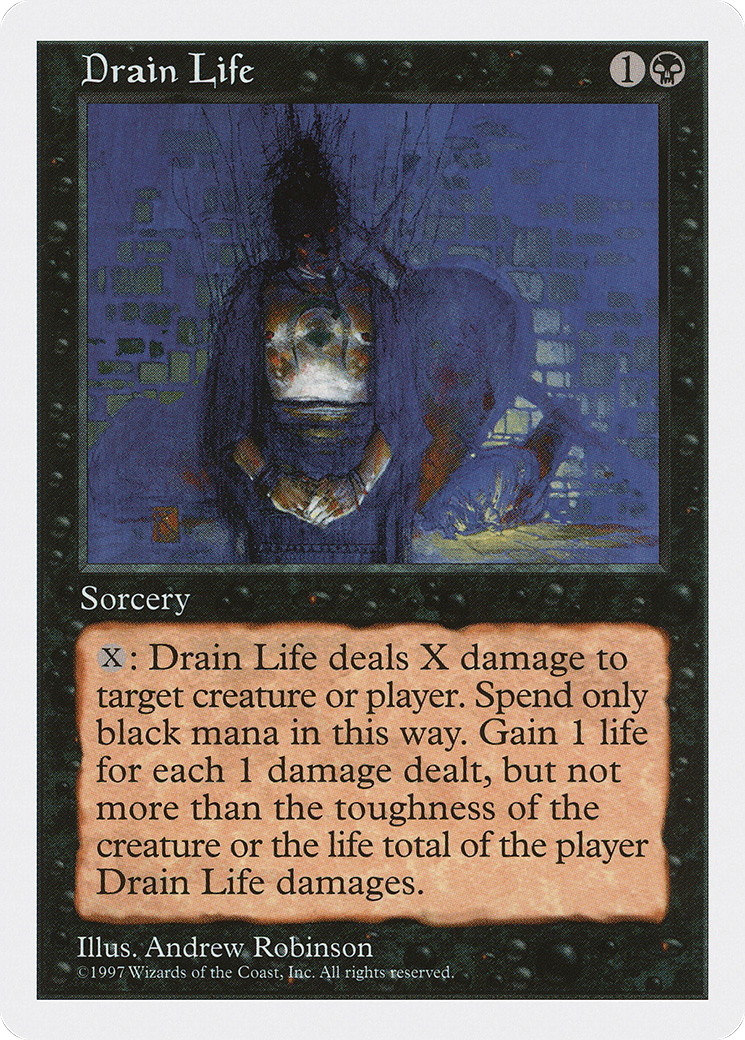 Drain Life 1
Sorcery
X: Drain Life deals X damage to
target creature or player. Spend only
black mana in this way. Gain 1 life
for each 1 damage dealt, but not
more than the toughness of the
creature or the life total of the player
Drain Life damages.
Illus. Andrew Robinson
©1997 Wizards of the Coast, Inc. All rights reserved.